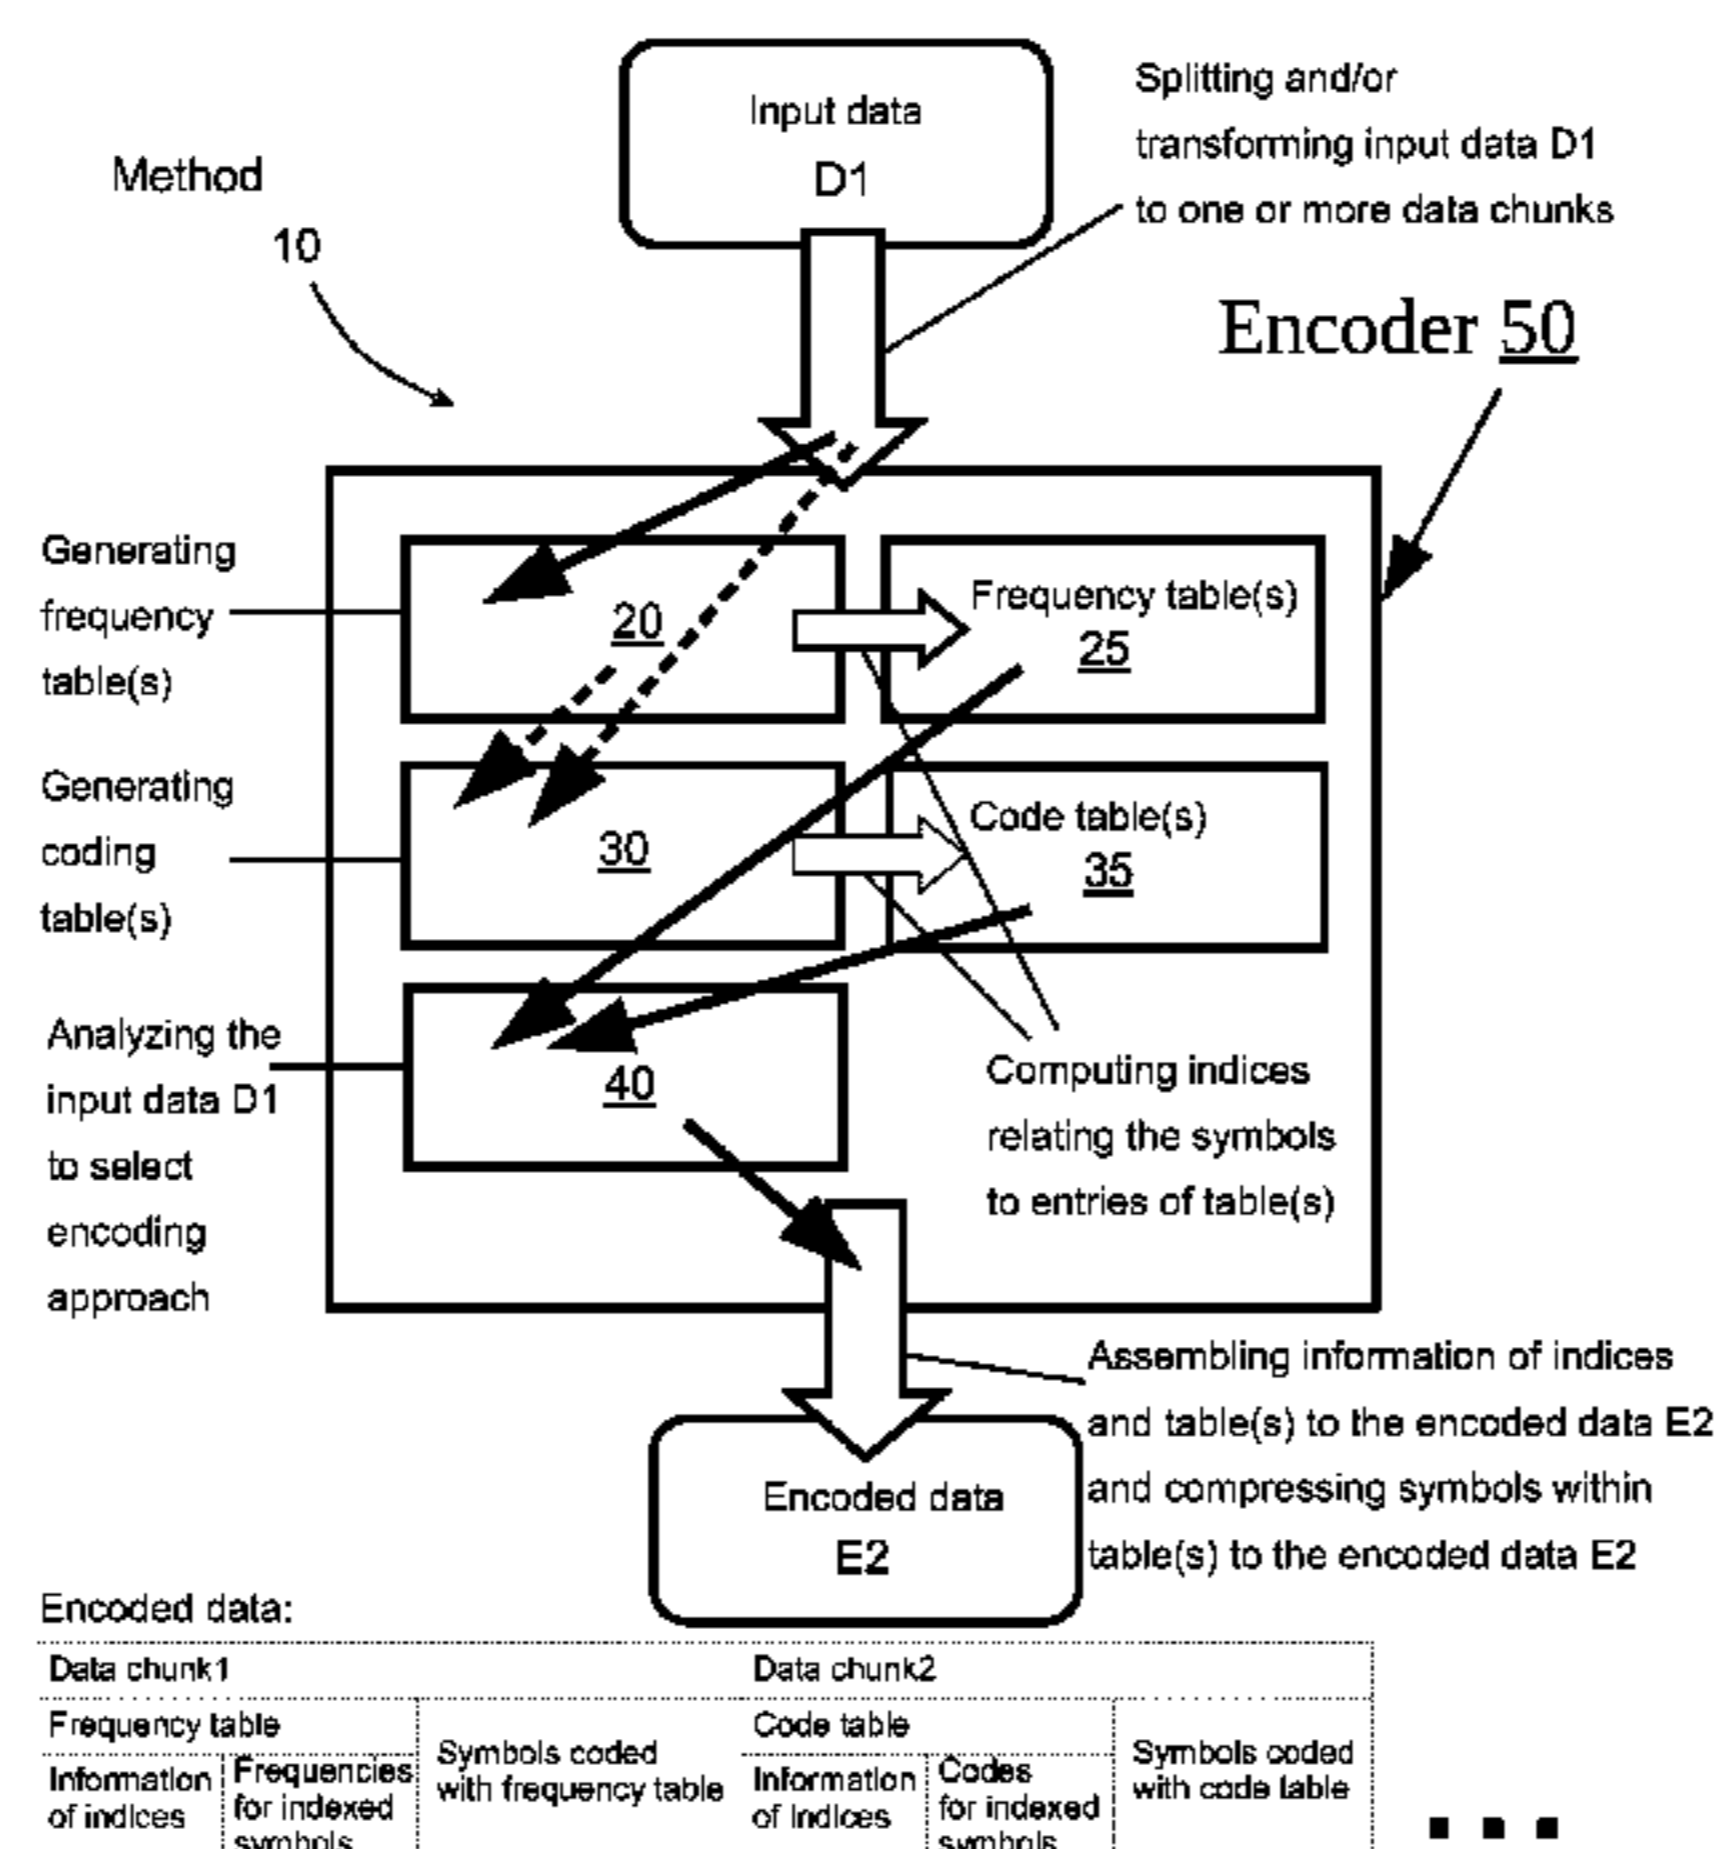 Input data
D1
Splitting and/or
transforming input data D1
to one or more data chunks
Method
10
Encoder 50
Generating
frequency
table(s)
20
Frequency table(s)
25
Generating
coding
table(s)
30
Code table(s)
35
Analyzing the
input data D1
to select
encoding
approach
40
Computing indices
relating the symbols
to entries of table(s)
Assembling information of indices
and table(s) to the encoded data E2
and compressing symbols within
table(s) to the encoded data E2
Encoded data
E2
Encoded data:
Data chunk1
Data chunk2
Frequency table
Code table
Information
of indices
Frequencies
for indexed
symbols
Symbols coded
with frequency table
Information
of indices
Codes
for indexed
symbols
Symbols coded
with code table
...